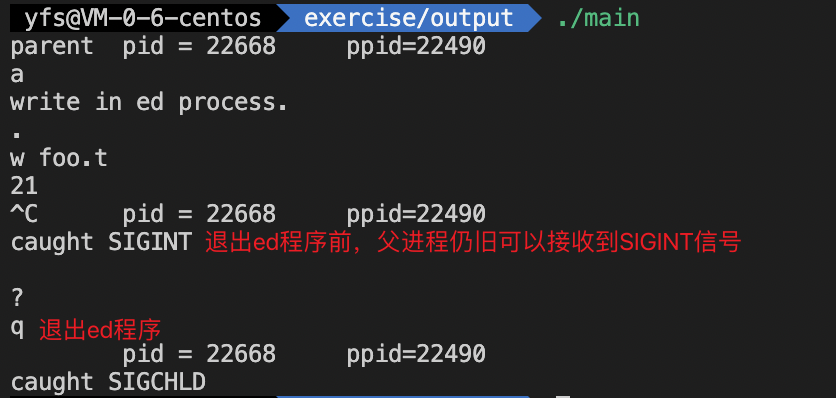 yfs@VM-0-6-centos exercise/output ./main
parent pid = 22668 ppid=22490
a
write in ed process.
.
w foo.t
21
^C pid = 22668 ppid=22490
caught SIGINT 退出ed程序前，父进程仍旧可以接收到SIGINT信号
?
q 退出ed程序
pid = 22668 ppid=22490
caught SIGCHLD